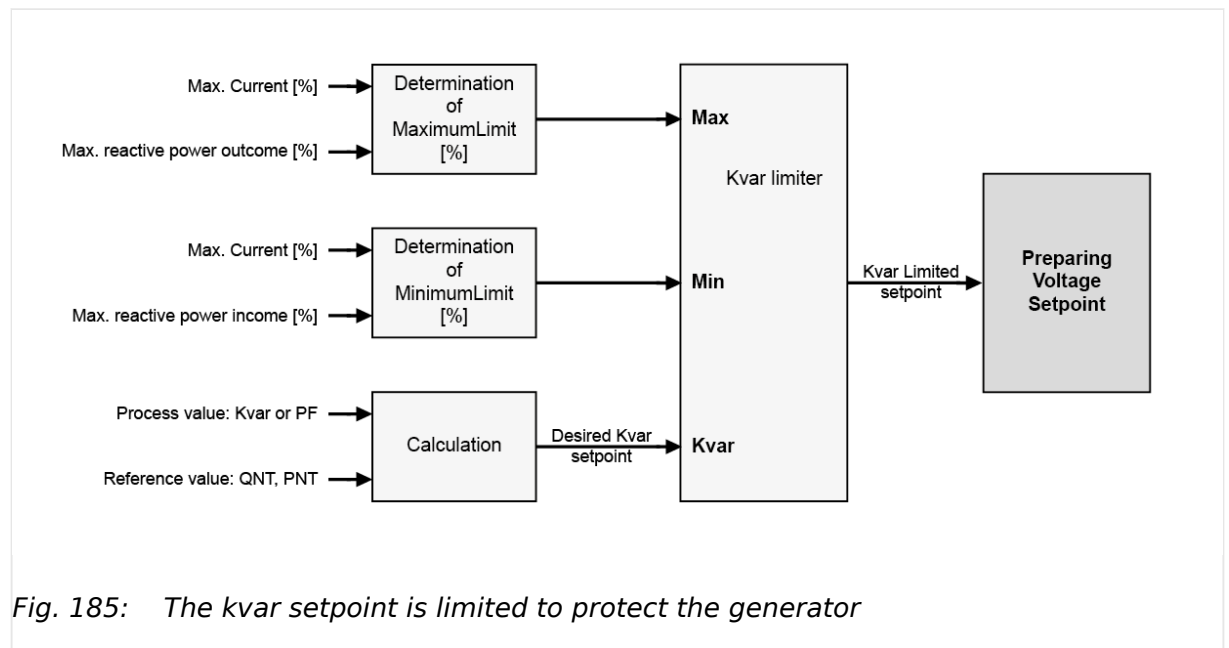 Max. Current [%]
Max. reactive power outcome [%]
Determination
of
MaximumLimit
[%]
Max
Kvar limiter
Max. Current [%]
Max. reactive power income [%]
Determination
of
MinimumLimit
[%]
Min
Kvar Limited
setpoint
Preparing
Voltage
Setpoint
Process value: Kvar or PF
Reference value: QNT, PNT
Calculation
Desired Kvar
setpoint
Kvar
Fig. 185: The kvar setpoint is limited to protect the generator